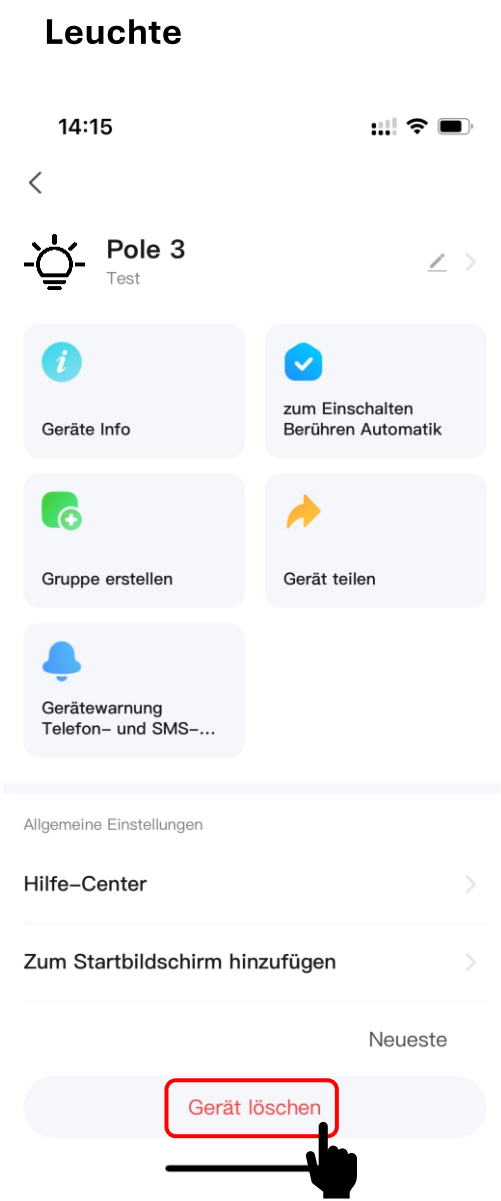 Leuchte
14:15
Pole 3
Test
Geräte Info
zum Einschalten
Berühren Automatik
Gruppe erstellen
Gerät teilen
Gerätewarnung
Telefon- und SMS-...
Allgemeine Einstellungen
Hilfe-Center
Zum Startbildschirm hinzufügen
Neueste
Gerät löschen